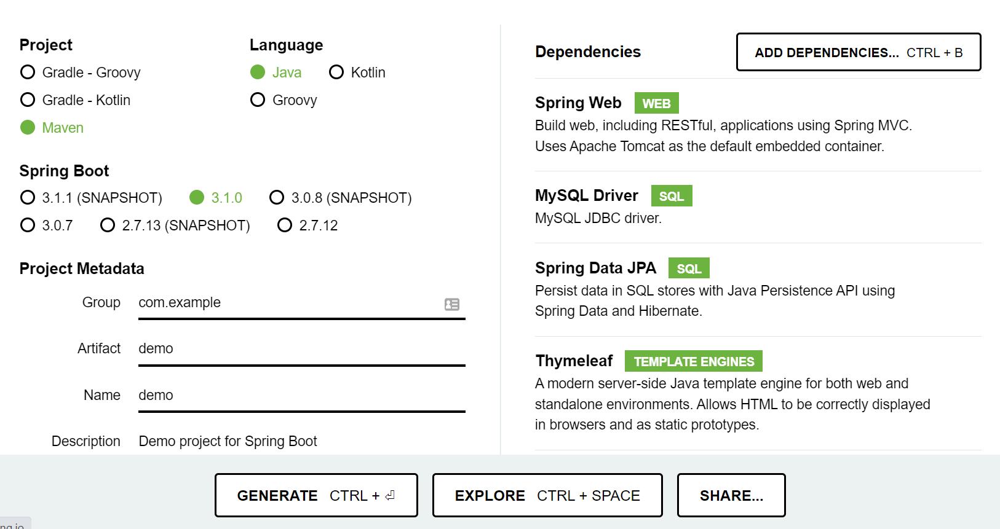 Project
Gradle - Groovy
Gradle - Kotlin
Maven
Language
Java Kotlin
Groovy
Spring Boot
3.1.1 (SNAPSHOT) 3.1.0 3.0.8 (SNAPSHOT)
3.0.7 2.7.13 (SNAPSHOT) 2.7.12
Project Metadata
Group com.example
Artifact demo
Name demo
Description Demo project for Spring Boot
Dependencies
ADD DEPENDENCIES... CTRL + B
Spring Web WEB
Build web, including RESTful, applications using Spring MVC.
Uses Apache Tomcat as the default embedded container.
MySQL Driver SQL
MySQL JDBC driver.
Spring Data JPA SQL
Persist data in SQL stores with Java Persistence API using
Spring Data and Hibernate.
Thymeleaf TEMPLATE ENGINES
A modern server-side Java template engine for both web and
standalone environments. Allows HTML to be correctly displayed
in browsers and as static prototypes.
GENERATE CTRL + ⏎
EXPLORE CTRL + SPACE
SHARE...